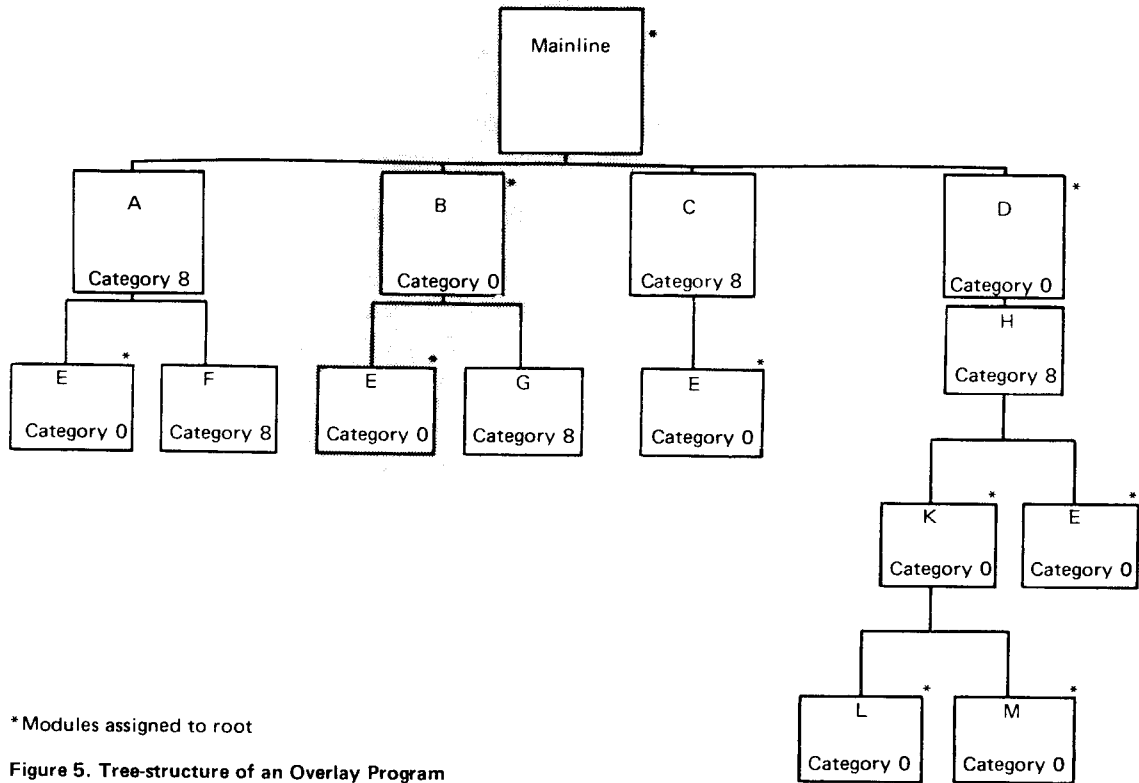 Mainline
*
A
Category 8
B
*
Category 0
C
Category 8
D
*
Category 0
H
Category 8
E
*
Category 0
F
Category 8
E
*
Category 0
G
Category 8
E
*
Category 0
K
*
Category 0
E
*
Category 0
L
*
Category 0
M
*
Category 0
*Modules assigned to root
Figure 5. Tree-structure of an Overlay Program